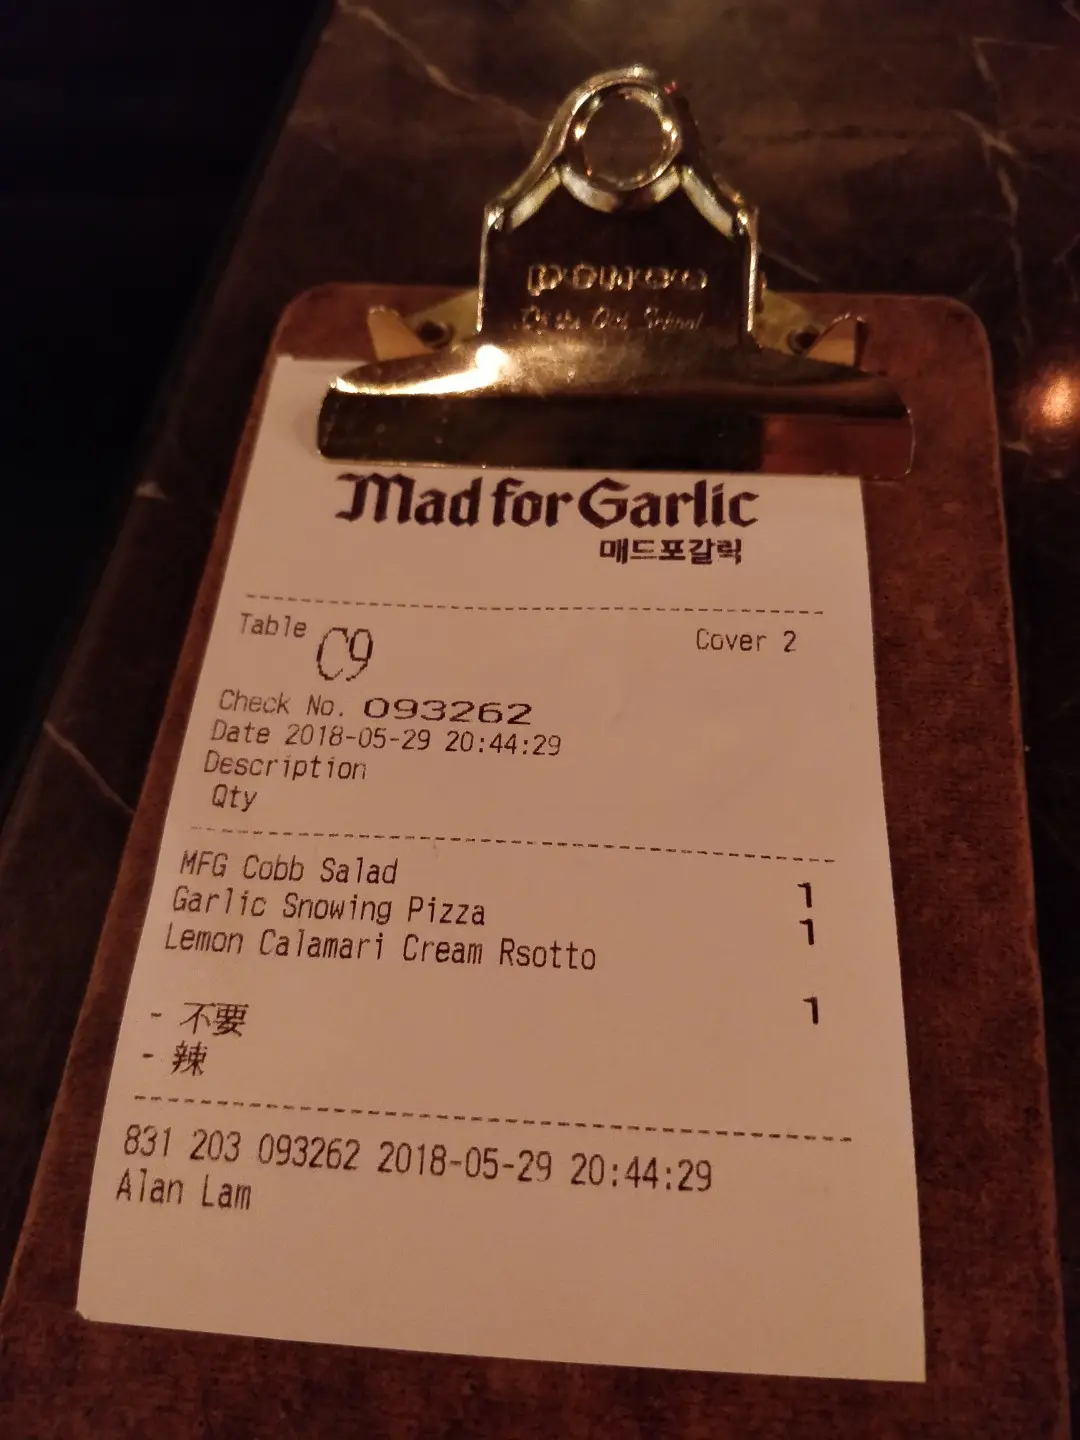 penco
Mad for Garlic
매드포갈릭
Table C9 Cover 2
Check No. 093262
Date 2018-05-29 20:44:29
Description
Qty
MFG Cobb Salad 1
Garlic Snowing Pizza 1
Lemon Calamari Cream Rsotto
1
- 不要
- 辣
831 203 093262 2018-05-29 20:44:29
Alan Lam